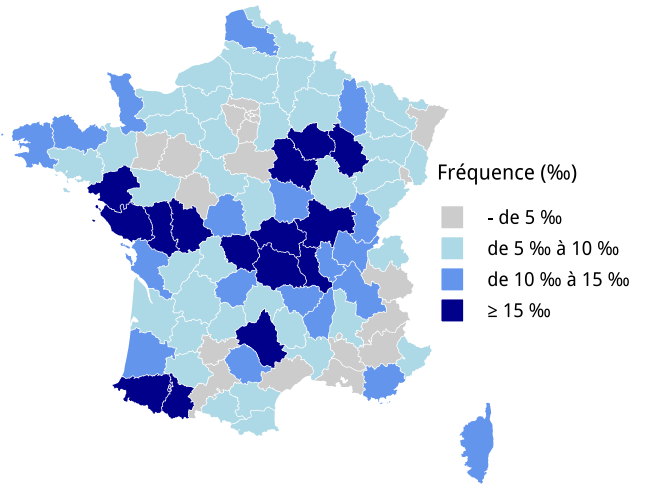 Fréquence (‰)
- de 5 ‰
de 5 ‰ à 10 ‰
de 10 ‰ à 15 ‰
≥ 15 ‰